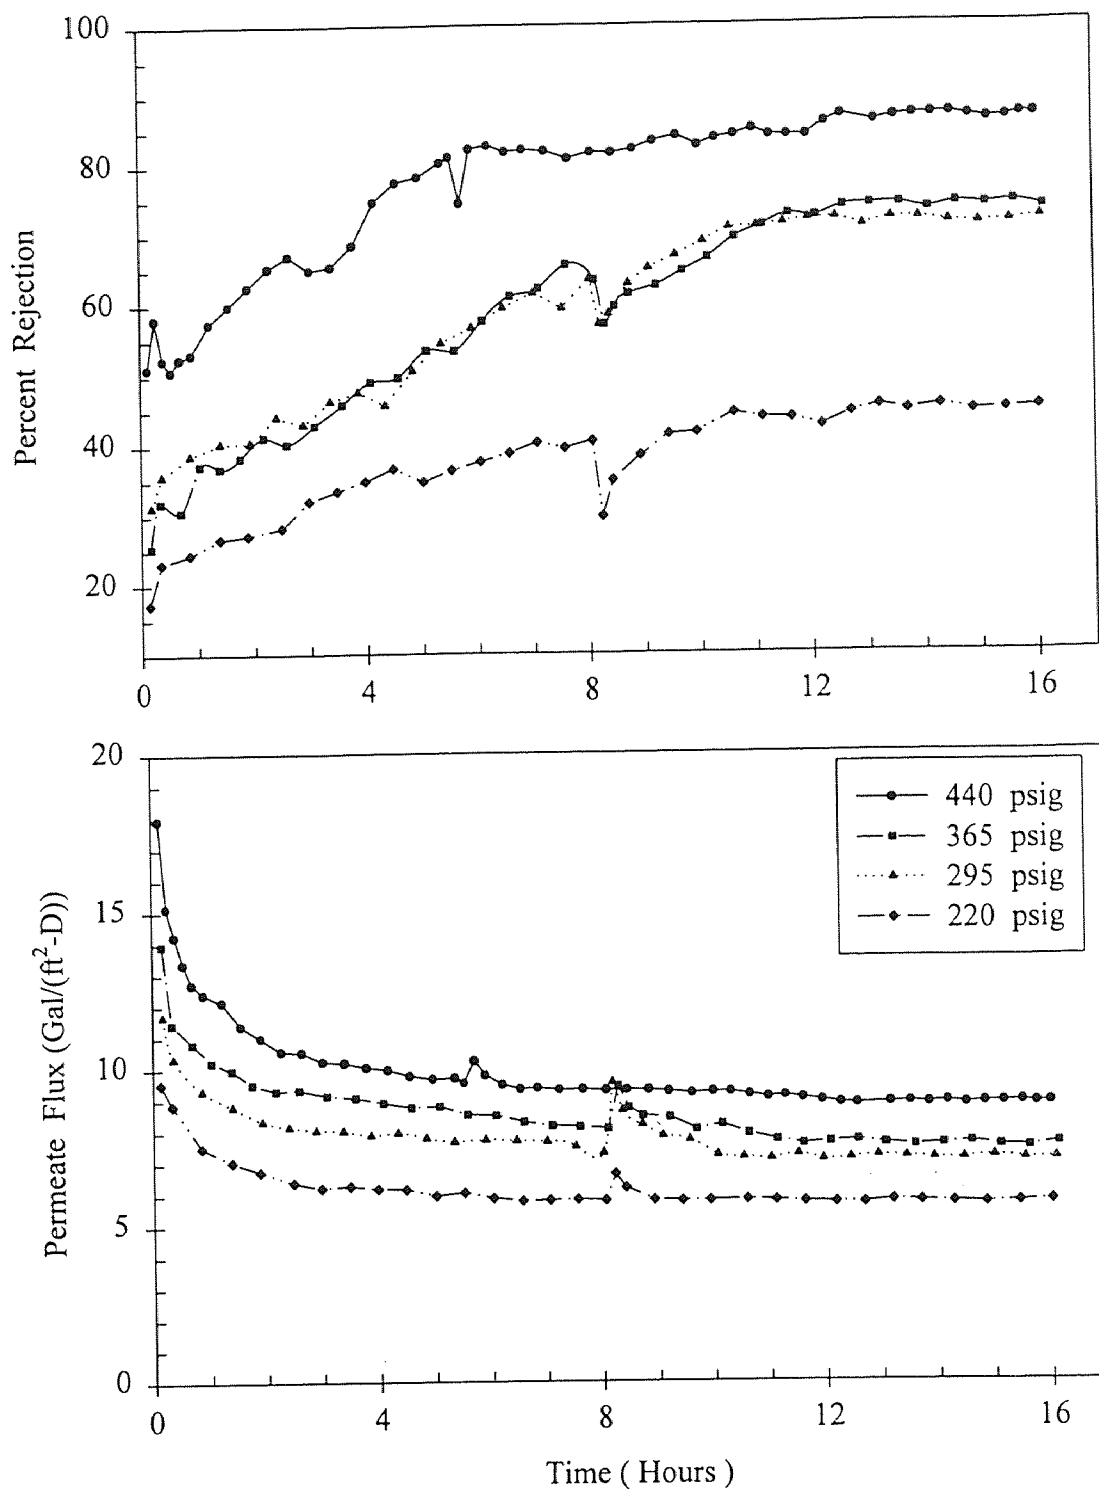 100
80
60
40
20
Percent Rejection
0 4 8 12 16
20
15
10
5
0
Permeate Flux (Gal/(ft²-D))
440 psig
365 psig
295 psig
220 psig
0 4 8 12 16
Time ( Hours )